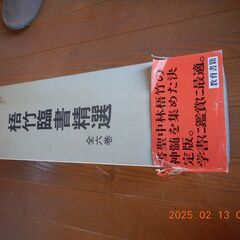 梧竹臨書精選
全六巻
書聖中林梧竹の
神髄を集めた決
定版。
学書に鑑賞に最適。
教育書籍
2025.02.13